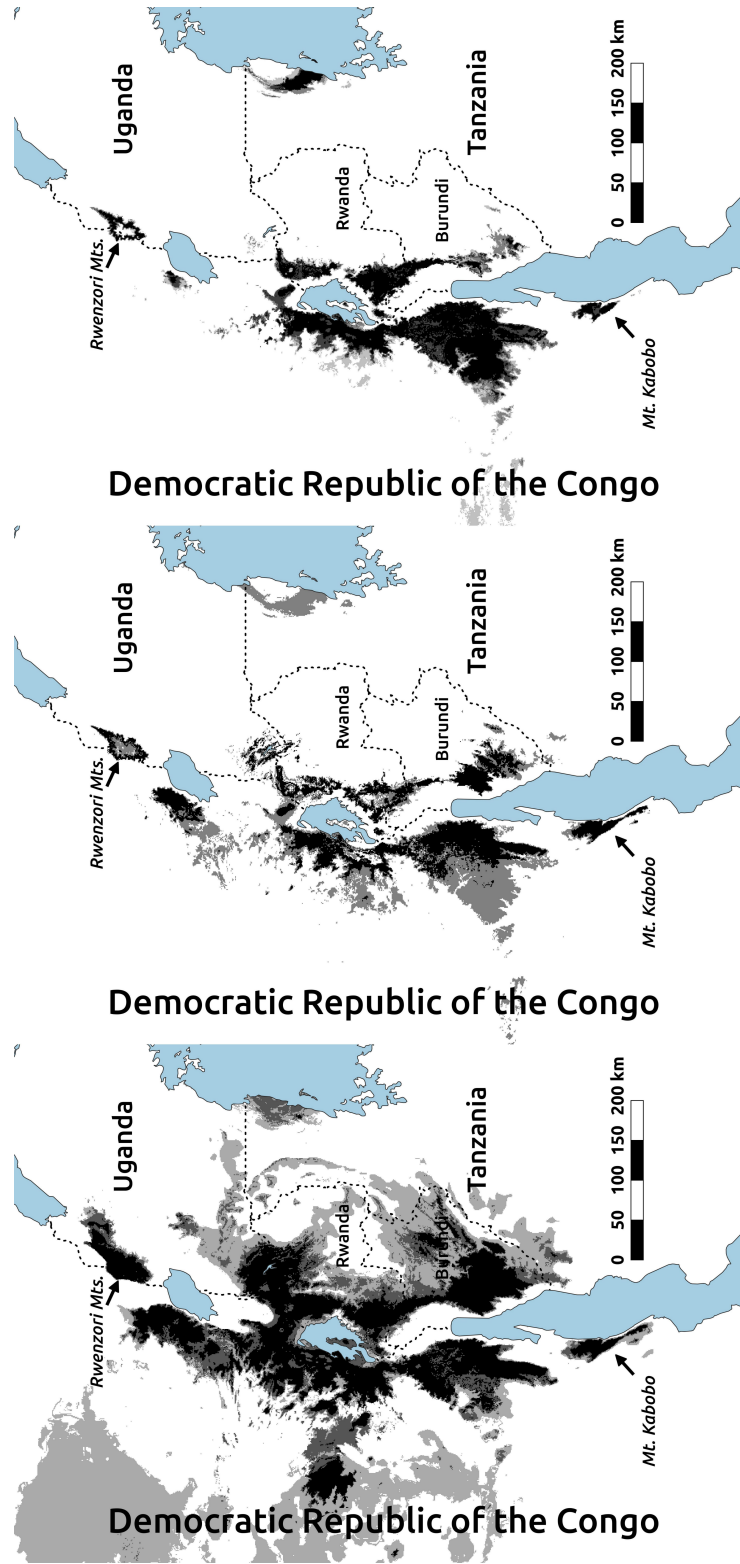 Uganda
Rwenzori Mts.
Rwanda
Burundi
Tanzania
Mt. Kabobo
Democratic Republic of the Congo
0 50 100 150 200 km
Uganda
Rwenzori Mts.
Rwanda
Burundi
Tanzania
Mt. Kabobo
Democratic Republic of the Congo
0 50 100 150 200 km
Uganda
Rwenzori Mts.
Rwanda
Burundi
Tanzania
Mt. Kabobo
Democratic Republic of the Congo
0 50 100 150 200 km